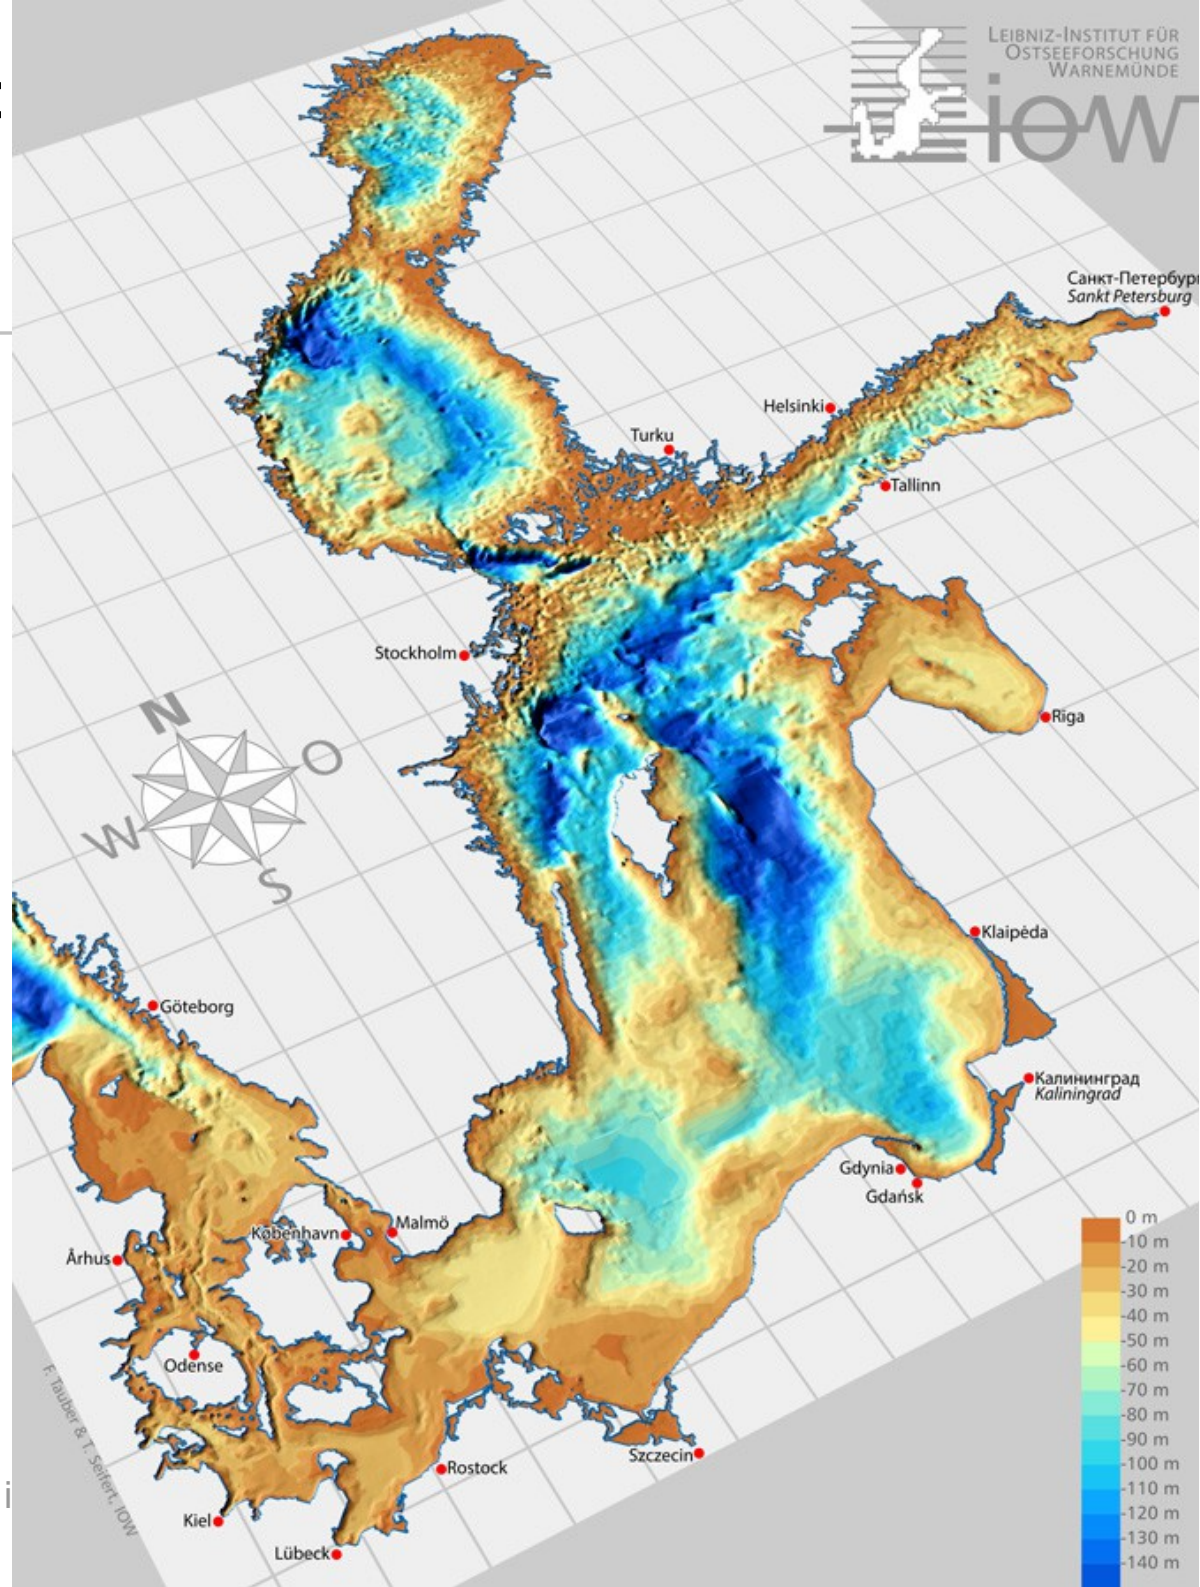 LEIBNIZ-INSTITUT FÜR
OSTSEEFORSCHUNG
WARNEMÜNDE
iOW
Санкт-Петербург
Sankt Petersburg
Helsinki
Turku
Tallinn
Stockholm
Rīga
N
O
W
S
Klaipėda
Göteborg
Калининград
Kaliningrad
Gdynia
Gdańsk
København
Malmö
Århus
Odense
Szczecin
Rostock
Kiel
Lübeck
F. Tauber & T. Seifert, IOW
0 m
-10 m
-20 m
-30 m
-40 m
-50 m
-60 m
-70 m
-80 m
-90 m
-100 m
-110 m
-120 m
-130 m
-140 m